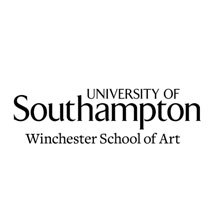 UNIVERSITY OF
Southampton
Winchester School of Art